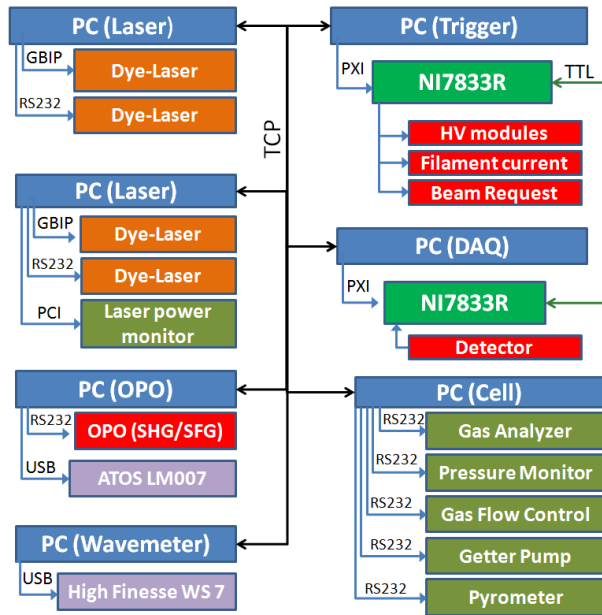 PC (Laser)
GBIP
Dye-Laser
RS232
Dye-Laser
PC (Laser)
GBIP
Dye-Laser
RS232
Dye-Laser
PCI
Laser power
monitor
PC (OPO)
RS232
OPO (SHG/SFG)
USB
ATOS LM007
PC (Wavemeter)
USB
High Finesse WS 7
TCP
PC (Trigger)
PXI
NI7833R
TTL
HV modules
Filament current
Beam Request
PC (DAQ)
PXI
NI7833R
Detector
PC (Cell)
RS232
Gas Analyzer
RS232
Pressure Monitor
RS232
Gas Flow Control
RS232
Getter Pump
RS232
Pyrometer